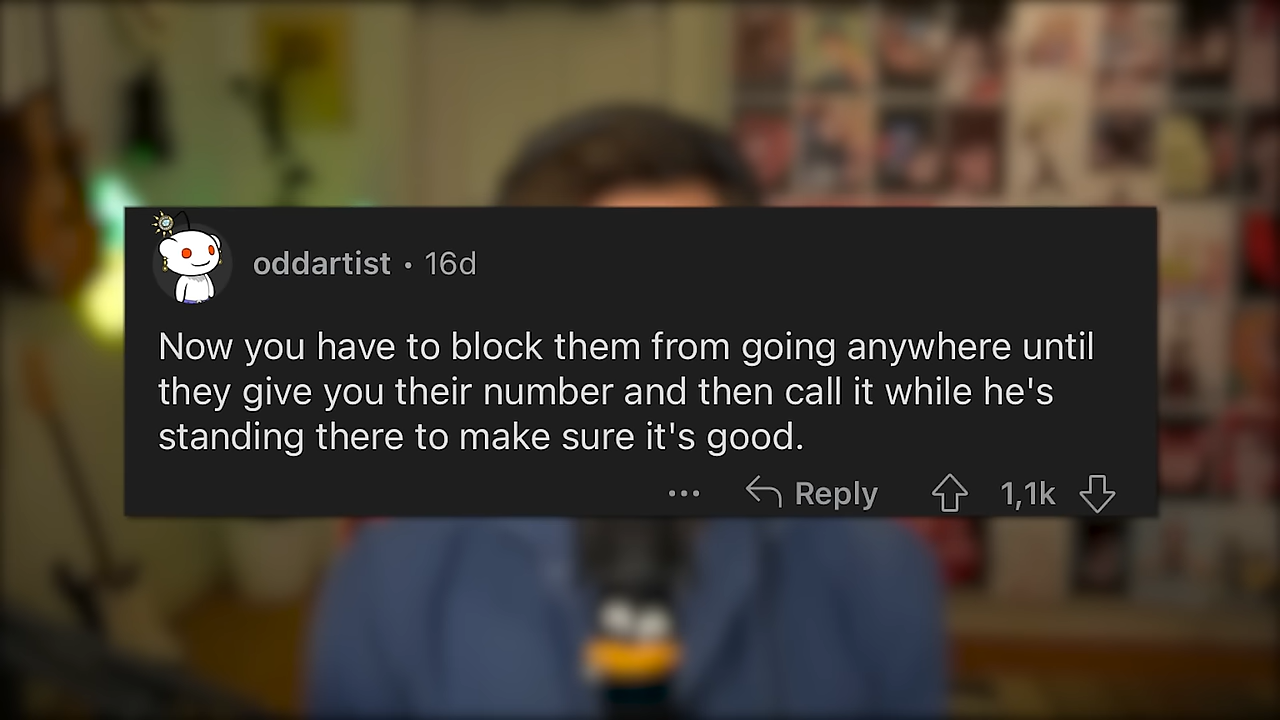 oddartist • 16d
Now you have to block them from going anywhere until
they give you their number and then call it while he's
standing there to make sure it's good.
... Reply 1,1k